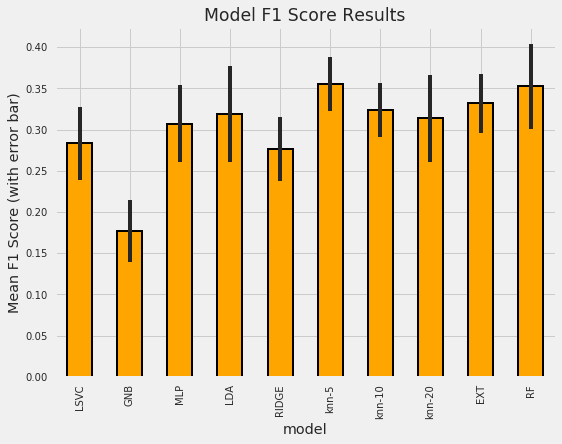 Model F1 Score Results
Mean F1 Score (with error bar)
0.40
0.35
0.30
0.25
0.20
0.15
0.10
0.05
0.00
LSVC
GNB
MLP
LDA
RIDGE
knn-5
knn-10
knn-20
EXT
RF
model